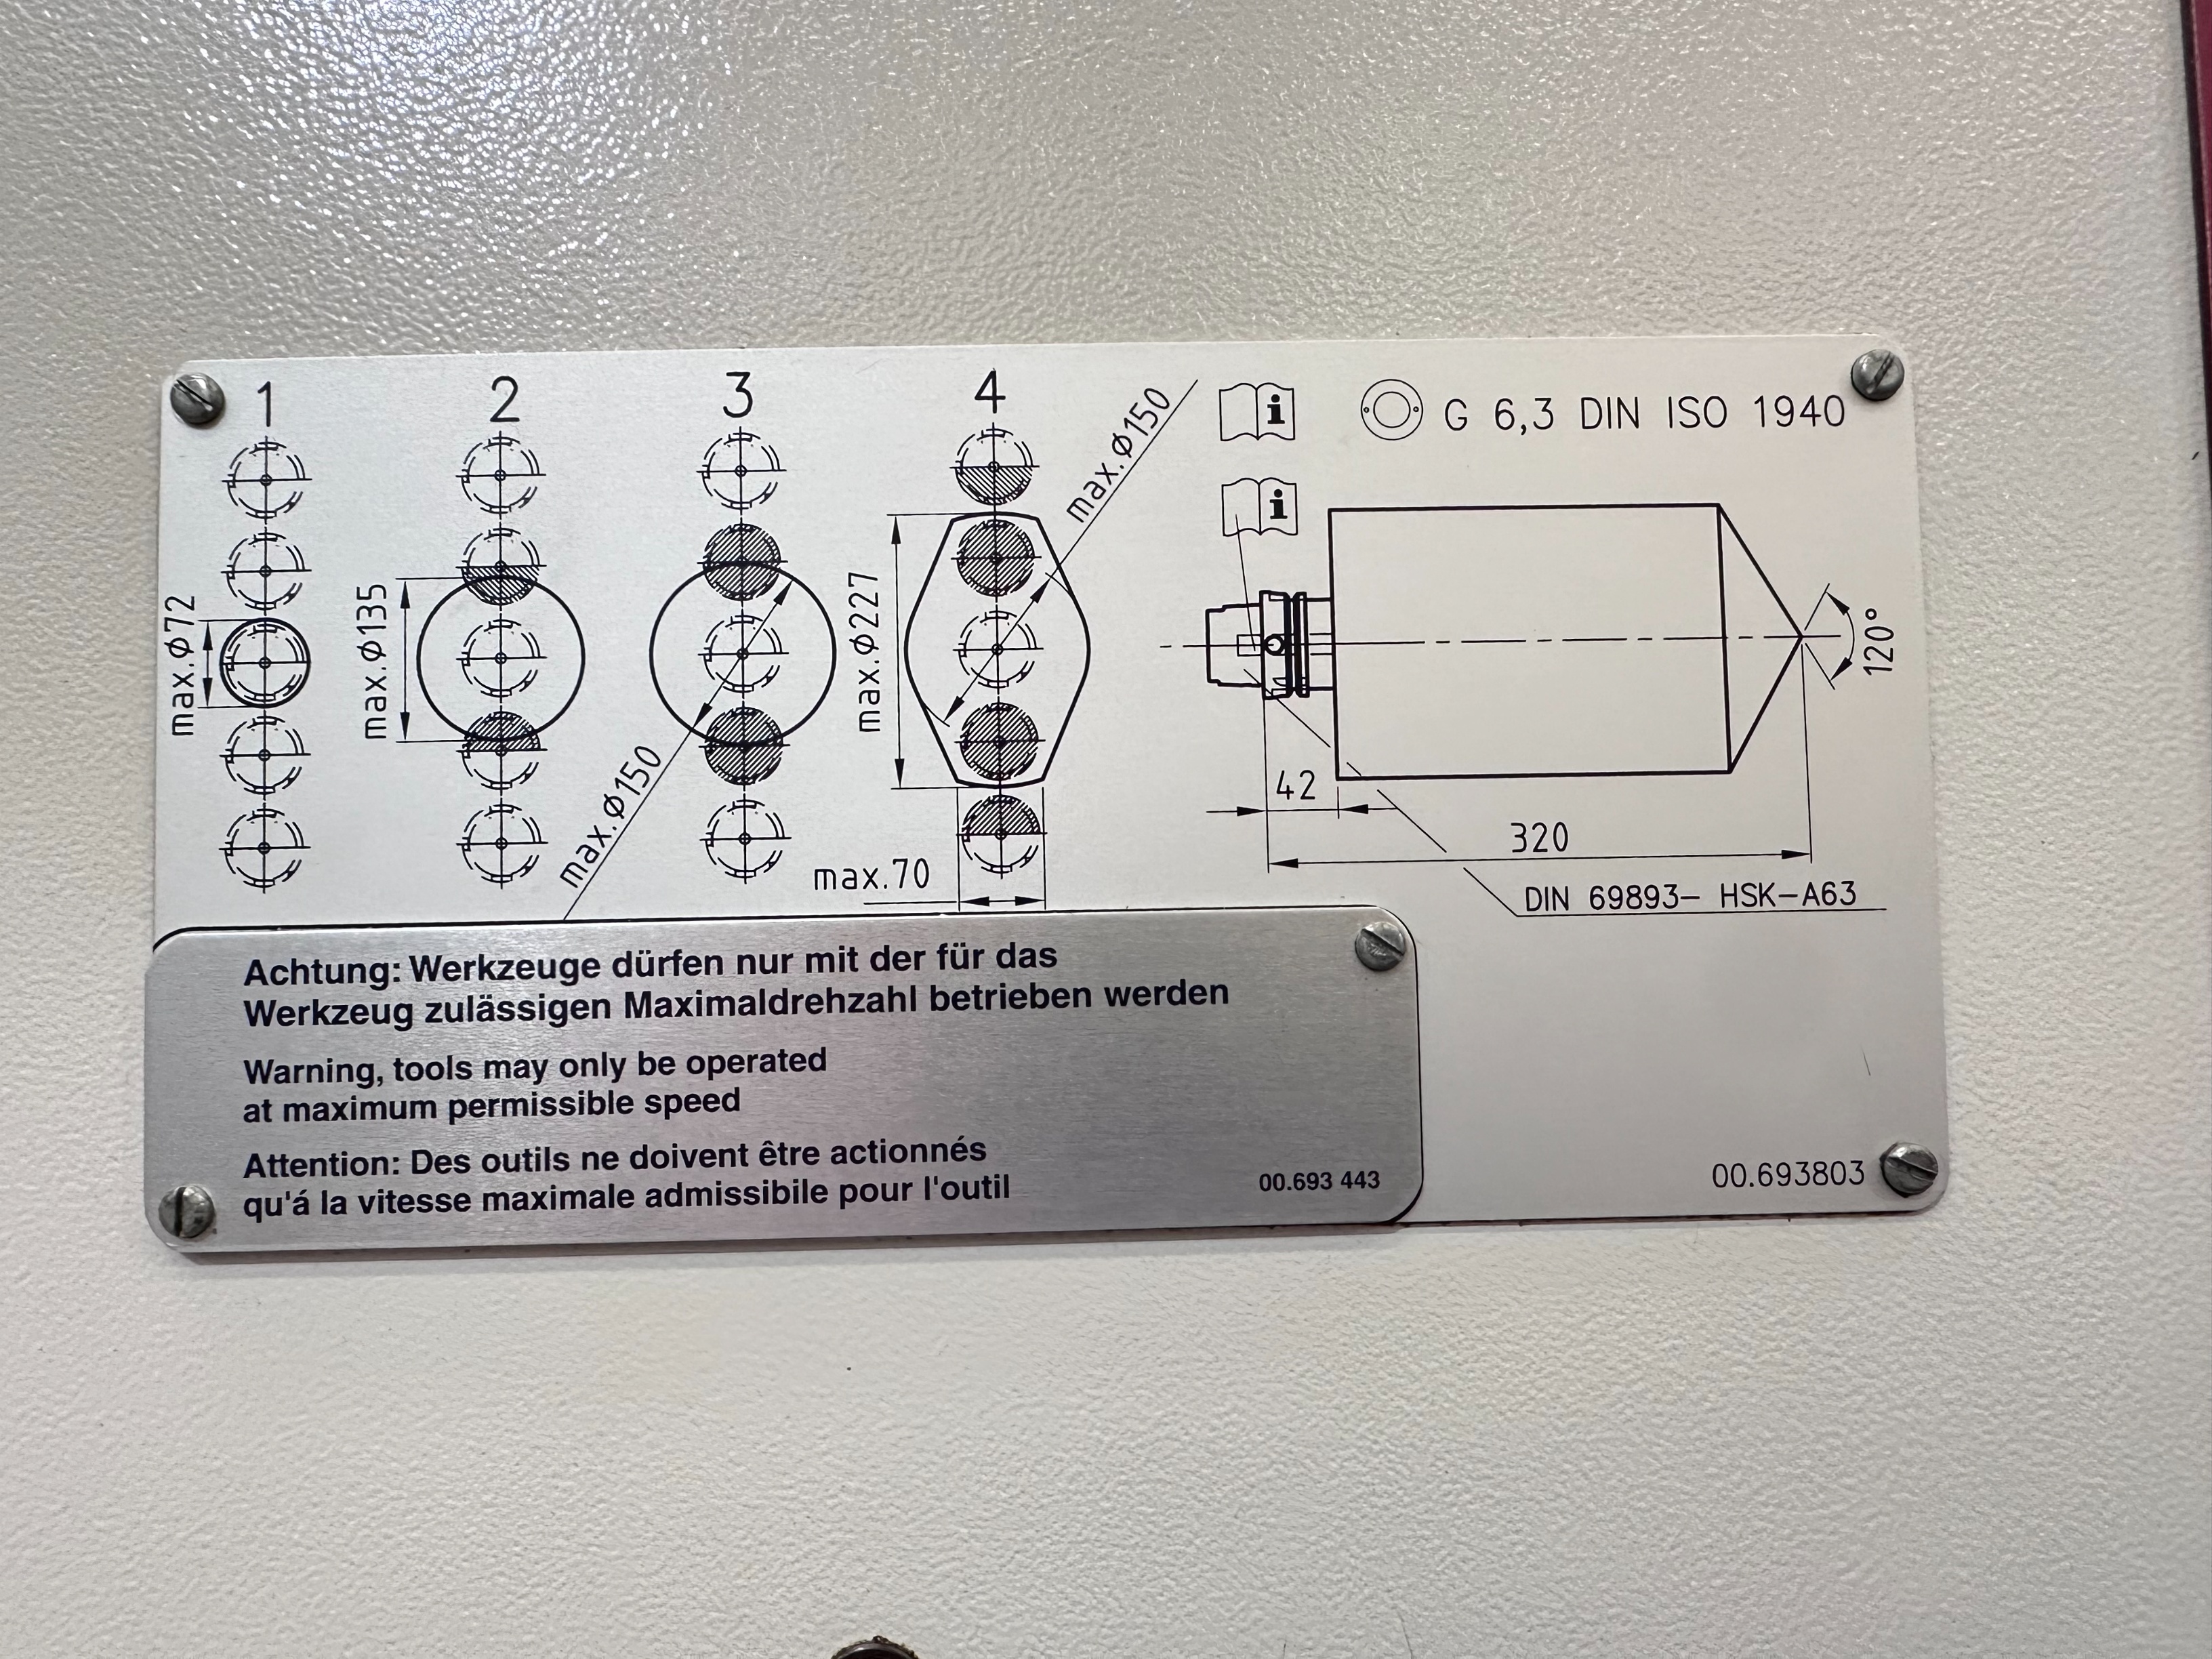 1
2
3
4
max.Ø72
max.Ø135
max.Ø150
max.Ø227
max.Ø150
max.70
i
G 6,3 DIN ISO 1940
i
120°
42
320
DIN 69893- HSK-A63
Achtung: Werkzeuge dürfen nur mit der für das
Werkzeug zulässigen Maximaldrehzahl betrieben werden
Warning, tools may only be operated
at maximum permissible speed
Attention: Des outils ne doivent être actionnés
qu'á la vitesse maximale admissibile pour l'outil
00.693 443
00.693803